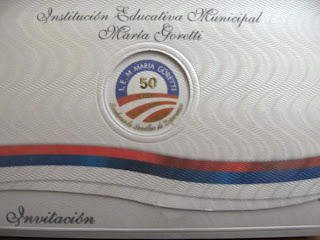 Institución Educativa Municipal
María Goretti
I. E. M. MARIA GORETTI
50
Invitación